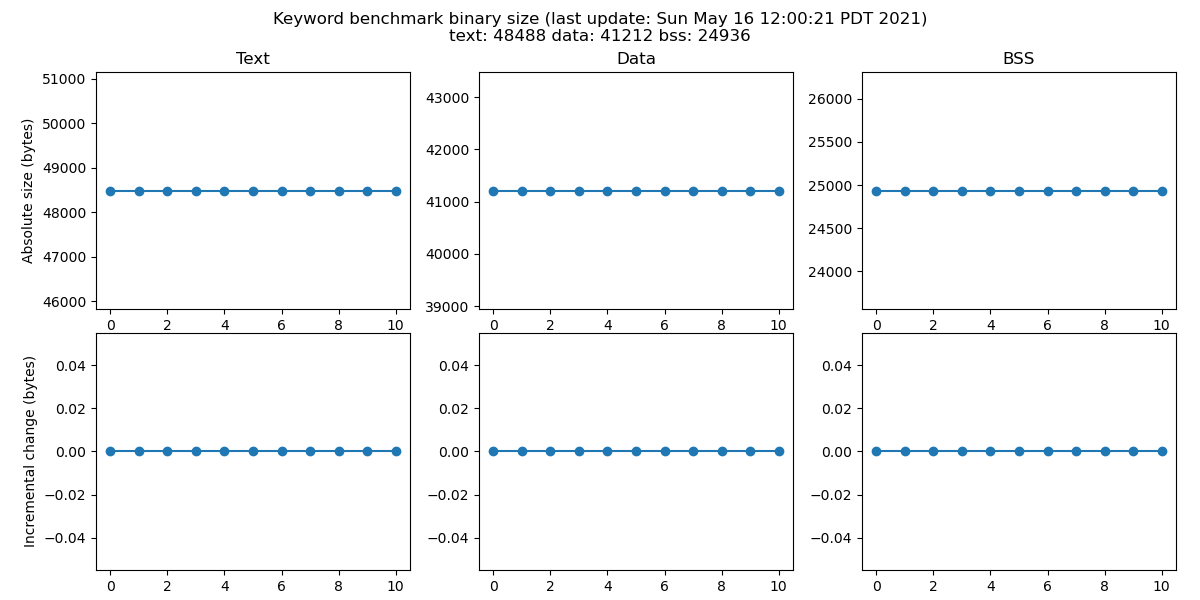 Keyword benchmark binary size (last update: Sun May 16 12:00:21 PDT 2021)
text: 48488 data: 41212 bss: 24936
Text
Data
BSS
Absolute size (bytes)
51000
50000
49000
48000
47000
46000
0 2 4 6 8 10
43000
42000
41000
40000
39000
0 2 4 6 8 10
26000
25500
25000
24500
24000
0 2 4 6 8 10
Incremental change (bytes)
0.04
0.02
0.00
−0.02
−0.04
0 2 4 6 8 10
0.04
0.02
0.00
−0.02
−0.04
0 2 4 6 8 10
0.04
0.02
0.00
−0.02
−0.04
0 2 4 6 8 10